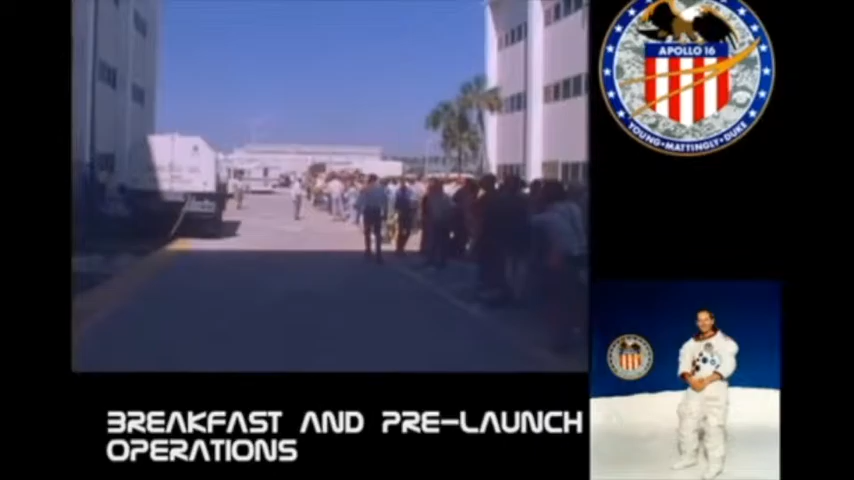 APOLLO 16
YOUNG • MATTINGLY • DUKE
BREAKFAST AND PRE-LAUNCH
OPERATIONS